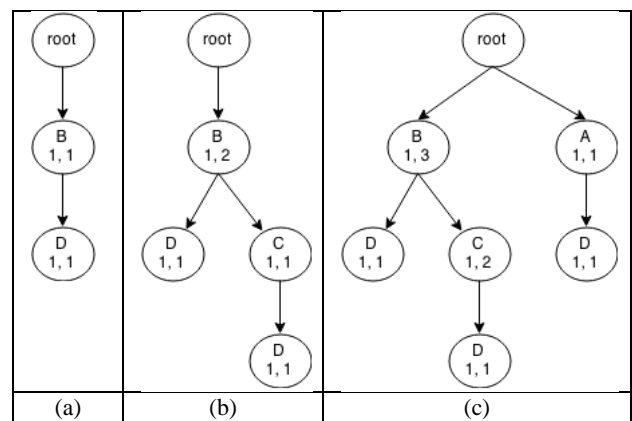 root
B
1, 1
D
1, 1
(a)
root
B
1, 2
D
1, 1
C
1, 1
D
1, 1
(b)
root
B
1, 3
A
1, 1
D
1, 1
C
1, 2
D
1, 1
D
1, 1
(c)